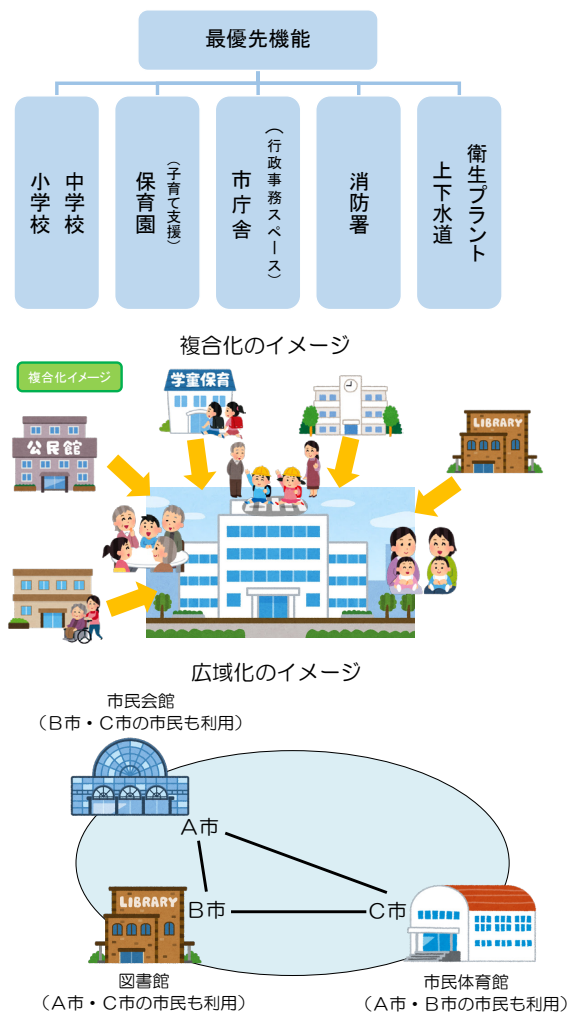 最優先機能
小学校
中学校
保育園
（子育て支援）
市庁舎
（行政事務スペース）
消防署
上下水道
衛生プラント
複合化のイメージ
複合化イメージ
学童保育
公民館
LIBRARY
広域化のイメージ
市民会館
（Ｂ市・Ｃ市の市民も利用）
Ａ市
LIBRARY
Ｂ市
Ｃ市
図書館
（Ａ市・Ｃ市の市民も利用）
市民体育館
（Ａ市・Ｂ市の市民も利用）